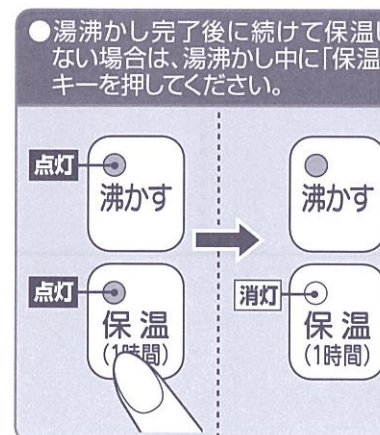 ●湯沸かし完了後に続けて保温し
ない場合は、湯沸かし中に「保温
キーを押してください。
点灯
沸かす
沸かす
点灯
保温
(1時間)
消灯
保温
(1時間)